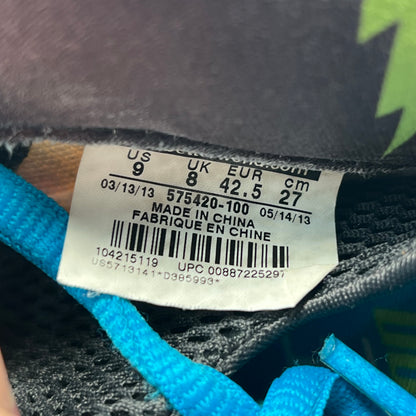 US UK EUR cm
9 8 42.5 27
03/13/13 575420-100 05/14/13
MADE IN CHINA
FABRIQUE EN CHINE
104215119 UPC 00887225297
US5713141*D385993*